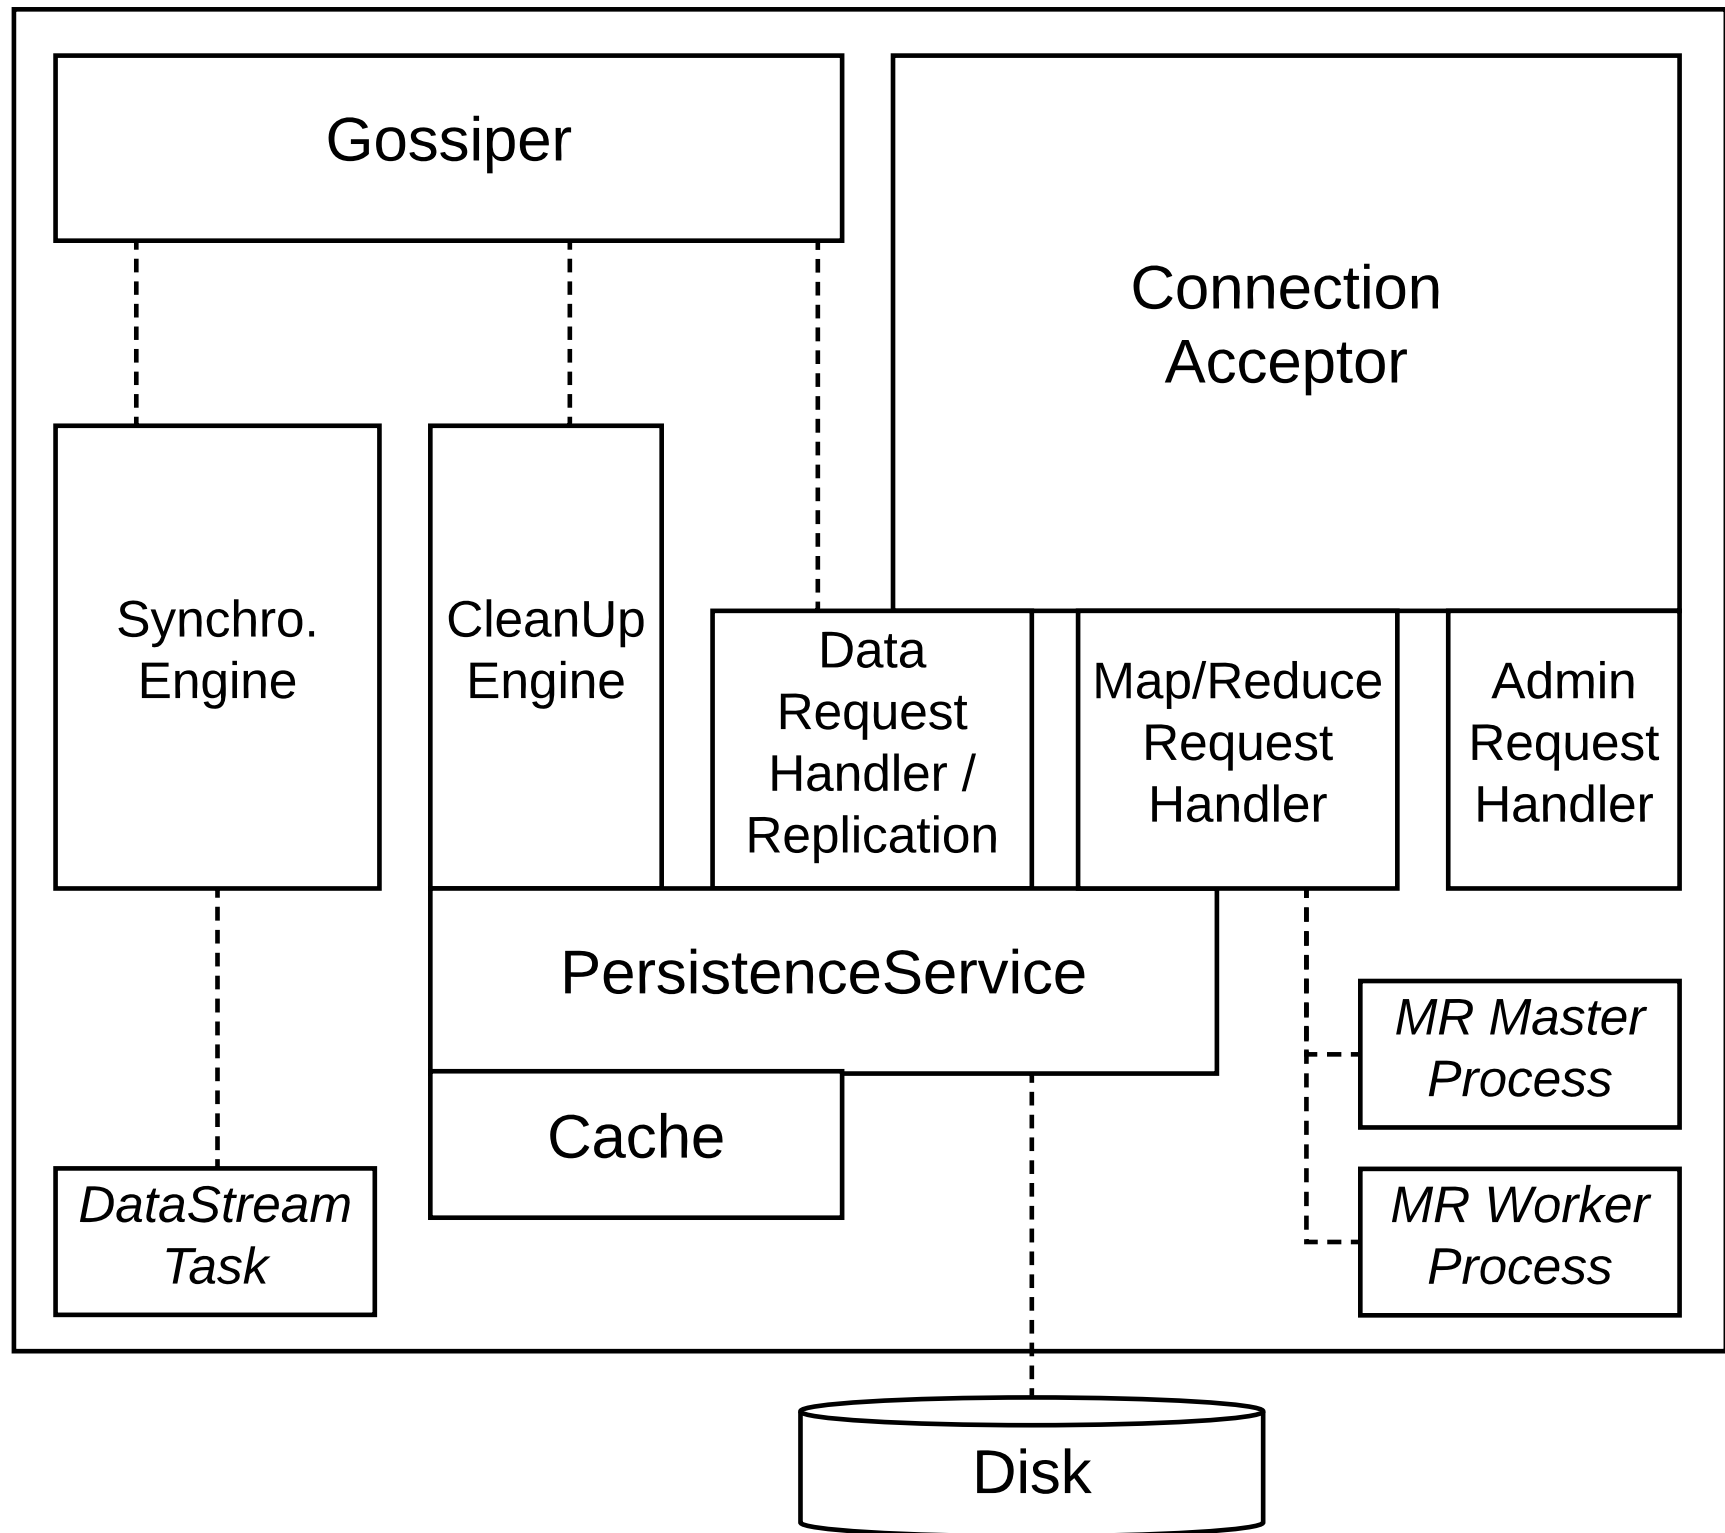 Gossiper
Connection
Acceptor
Synchro.
Engine
CleanUp
Engine
Data
Request
Handler /
Replication
Map/Reduce
Request
Handler
Admin
Request
Handler
PersistenceService
MR Master
Process
Cache
DataStream
Task
MR Worker
Process
Disk